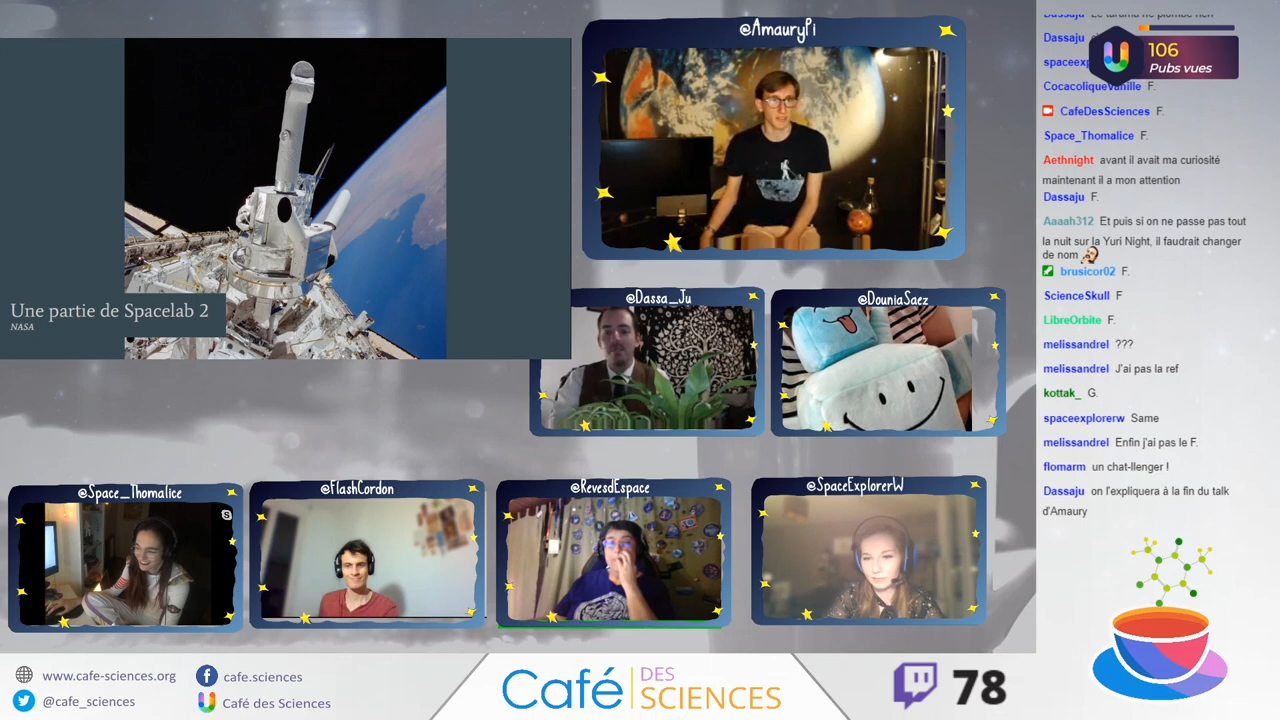 @AmauryPi
Une partie de Spacelab 2
NASA
@Dassa_Ju
@DouniaSaez
@Space_Thomalice
@FlashCordon
@RevesdEspace
@SpaceExplorerW
106
Pubs vues
Dassaju
Dassaju
spaceexp
Cocacoliquevanille F.
CafeDesSciences F.
Space_Thomalice F.
Aethnight avant il avait ma curiosité
maintenant il a mon attention
Dassaju F.
Aaaah312 Et puis si on ne passe pas tout
la nuit sur la Yuri Night, il faudrait changer
de nom
brusicor02 F.
ScienceSkull F
LibreOrbite F.
melissandrel ???
melissandrel J'ai pas la ref
kottak_ G.
spaceexplorerw Same
melissandrel Enfin j'ai pas le F.
flomarm un chat-llenger !
Dassaju on l'expliquera à la fin du talk
d'Amaury
www.cafe-sciences.org
cafe.sciences
@cafe_sciences
Café des Sciences
Café DES
SCIENCES
78